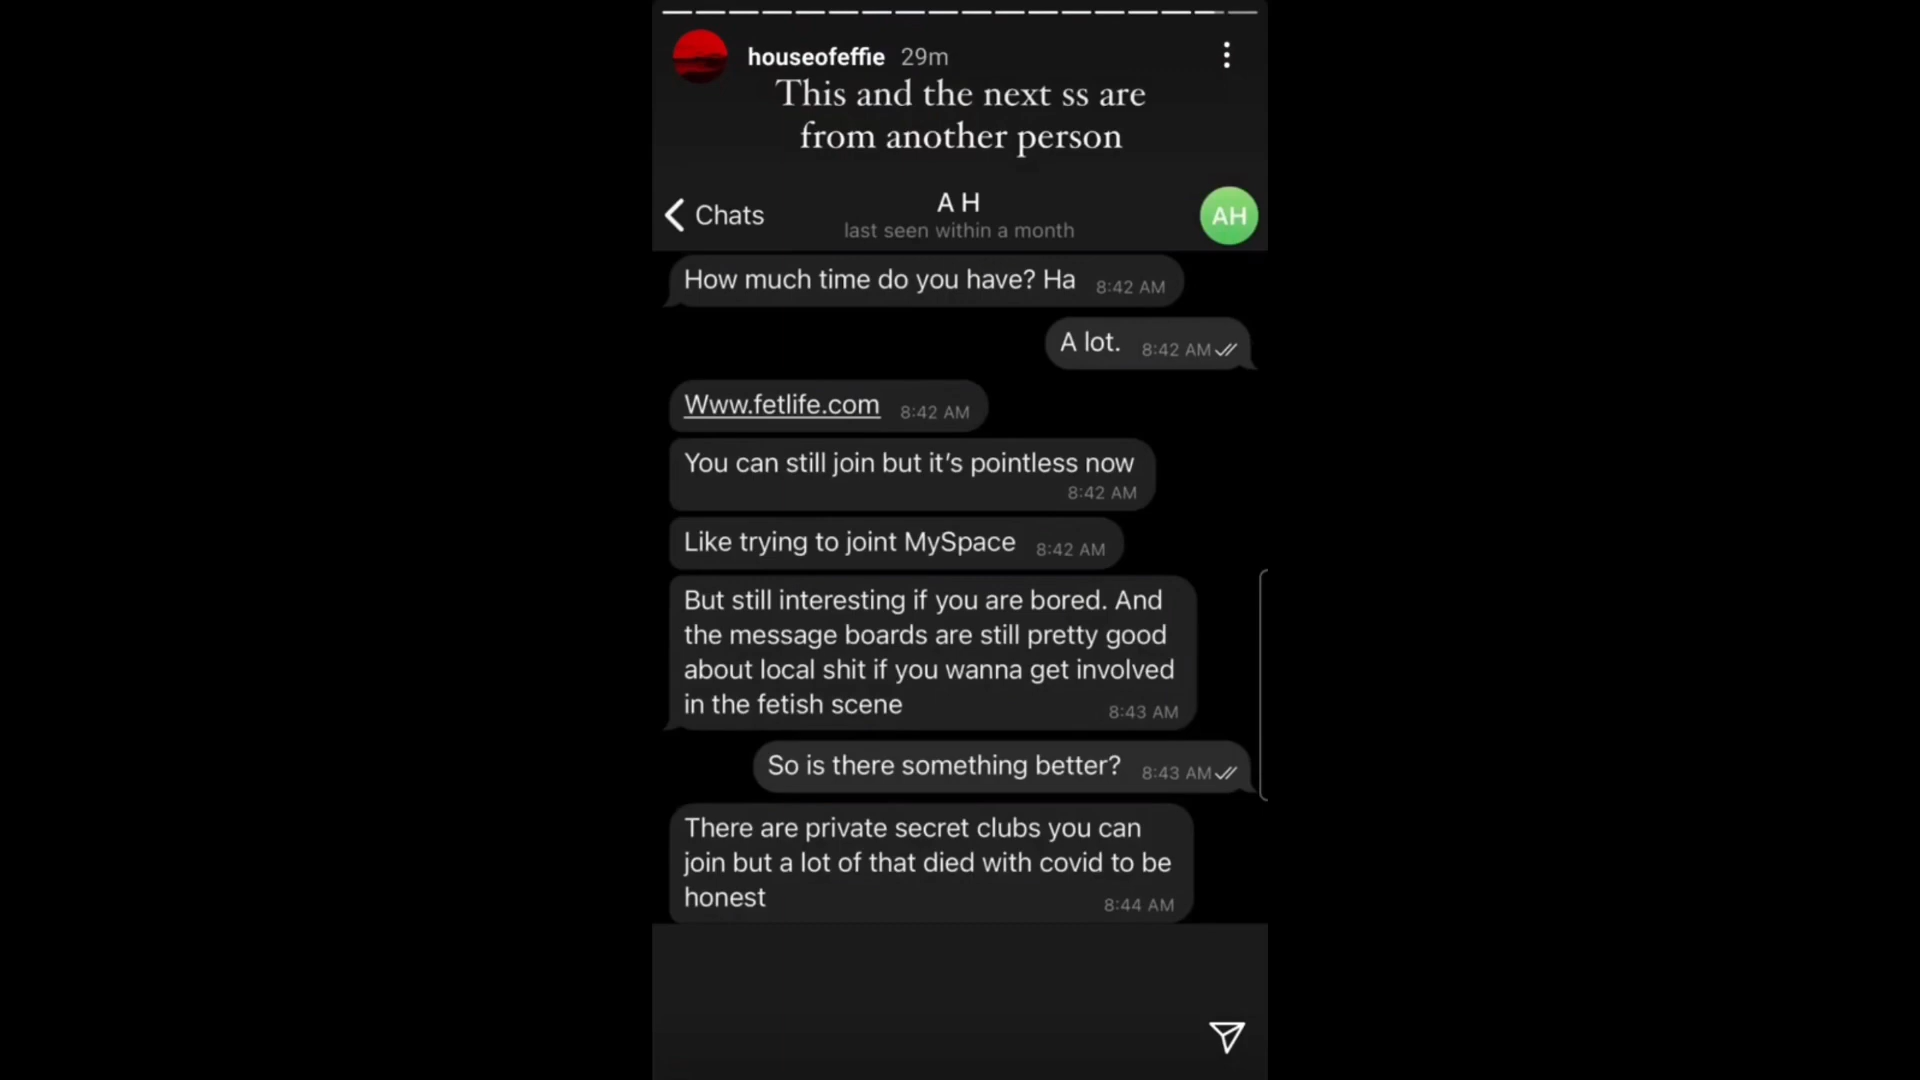 houseofeffie 29m
This and the next ss are
from another person
Chats
A H
last seen within a month
AH
How much time do you have? Ha 8:42 AM
A lot. 8:42 AM
Www.fetlife.com 8:42 AM
You can still join but it's pointless now
8:42 AM
Like trying to joint MySpace 8:42 AM
But still interesting if you are bored. And
the message boards are still pretty good
about local shit if you wanna get involved
in the fetish scene 8:43 AM
So is there something better? 8:43 AM
There are private secret clubs you can
join but a lot of that died with covid to be
honest 8:44 AM